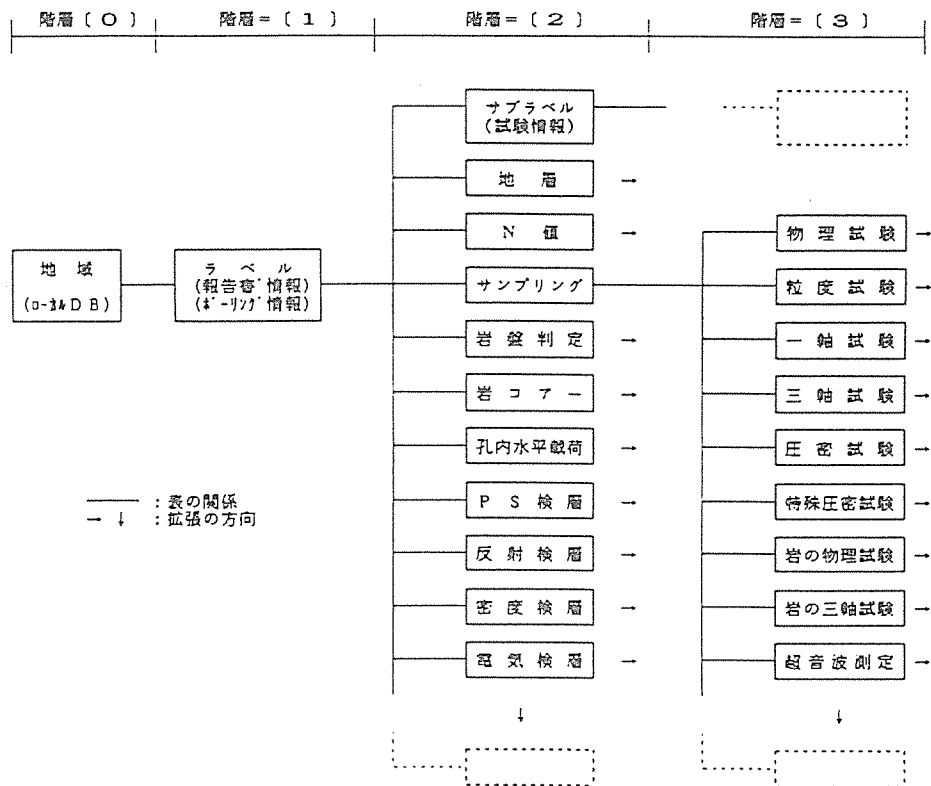 階層〔0〕
階層=〔1〕
階層=〔2〕
階層=〔3〕
サブラベル
(試験情報)
地層 →
N値 →
物理試験 →
地域
(ローカルDB)
ラベル
(報告書情報)
(ボーリング情報)
サンプリング
粒度試験 →
岩盤判定 →
一軸試験 →
岩コアー →
三軸試験 →
孔内水平載荷 →
圧密試験 →
―― :表の関係
→ ↓ :拡張の方向
PS検層 →
特殊圧密試験 →
反射検層 →
岩の物理試験 →
密度検層 →
岩の三軸試験 →
電気検層 →
超音波測定 →
↓
↓